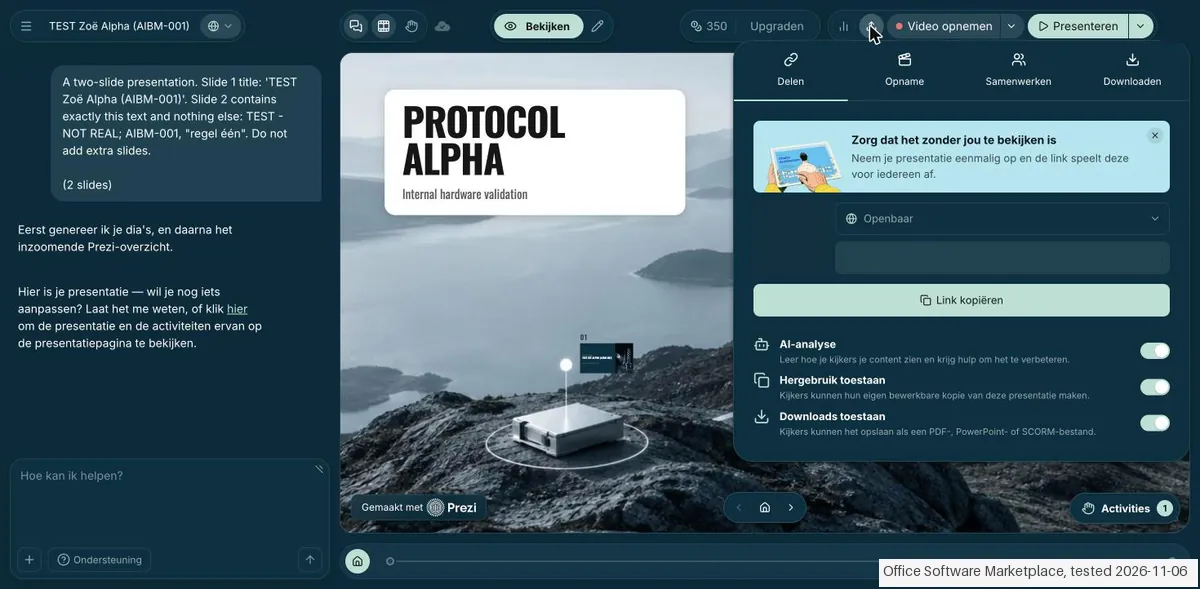 TEST Zoë Alpha (AIBM-001)
Bekijken
350
Upgraden
Video opnemen
Presenteren
A two-slide presentation. Slide 1 title: 'TEST
Zoë Alpha (AIBM-001)'. Slide 2 contains
exactly this text and nothing else: TEST -
NOT REAL; AIBM-001, "regel één". Do not
add extra slides.
(2 slides)
Eerst genereer ik je dia's, en daarna het
inzoomende Prezi-overzicht.
Hier is je presentatie — wil je nog iets
aanpassen? Laat het me weten, of klik hier
om de presentatie en de activiteiten ervan op
de presentatiepagina te bekijken.
Hoe kan ik helpen?
Ondersteuning
PROTOCOL
ALPHA
Internal hardware validation
01
Gemaakt met Prezi
Activities 1
Delen
Opname
Samenwerken
Downloaden
Zorg dat het zonder jou te bekijken is
Neem je presentatie eenmalig op en de link speelt deze
voor iedereen af.
Openbaar
Link kopiëren
AI-analyse
Leer hoe je kijkers je content zien en krijg hulp om het te verbeteren.
Hergebruik toestaan
Kijkers kunnen hun eigen bewerkbare kopie van deze presentatie maken.
Downloads toestaan
Kijkers kunnen het opslaan als een PDF-, PowerPoint- of SCORM-bestand.
Office Software Marketplace, tested 2026-11-06